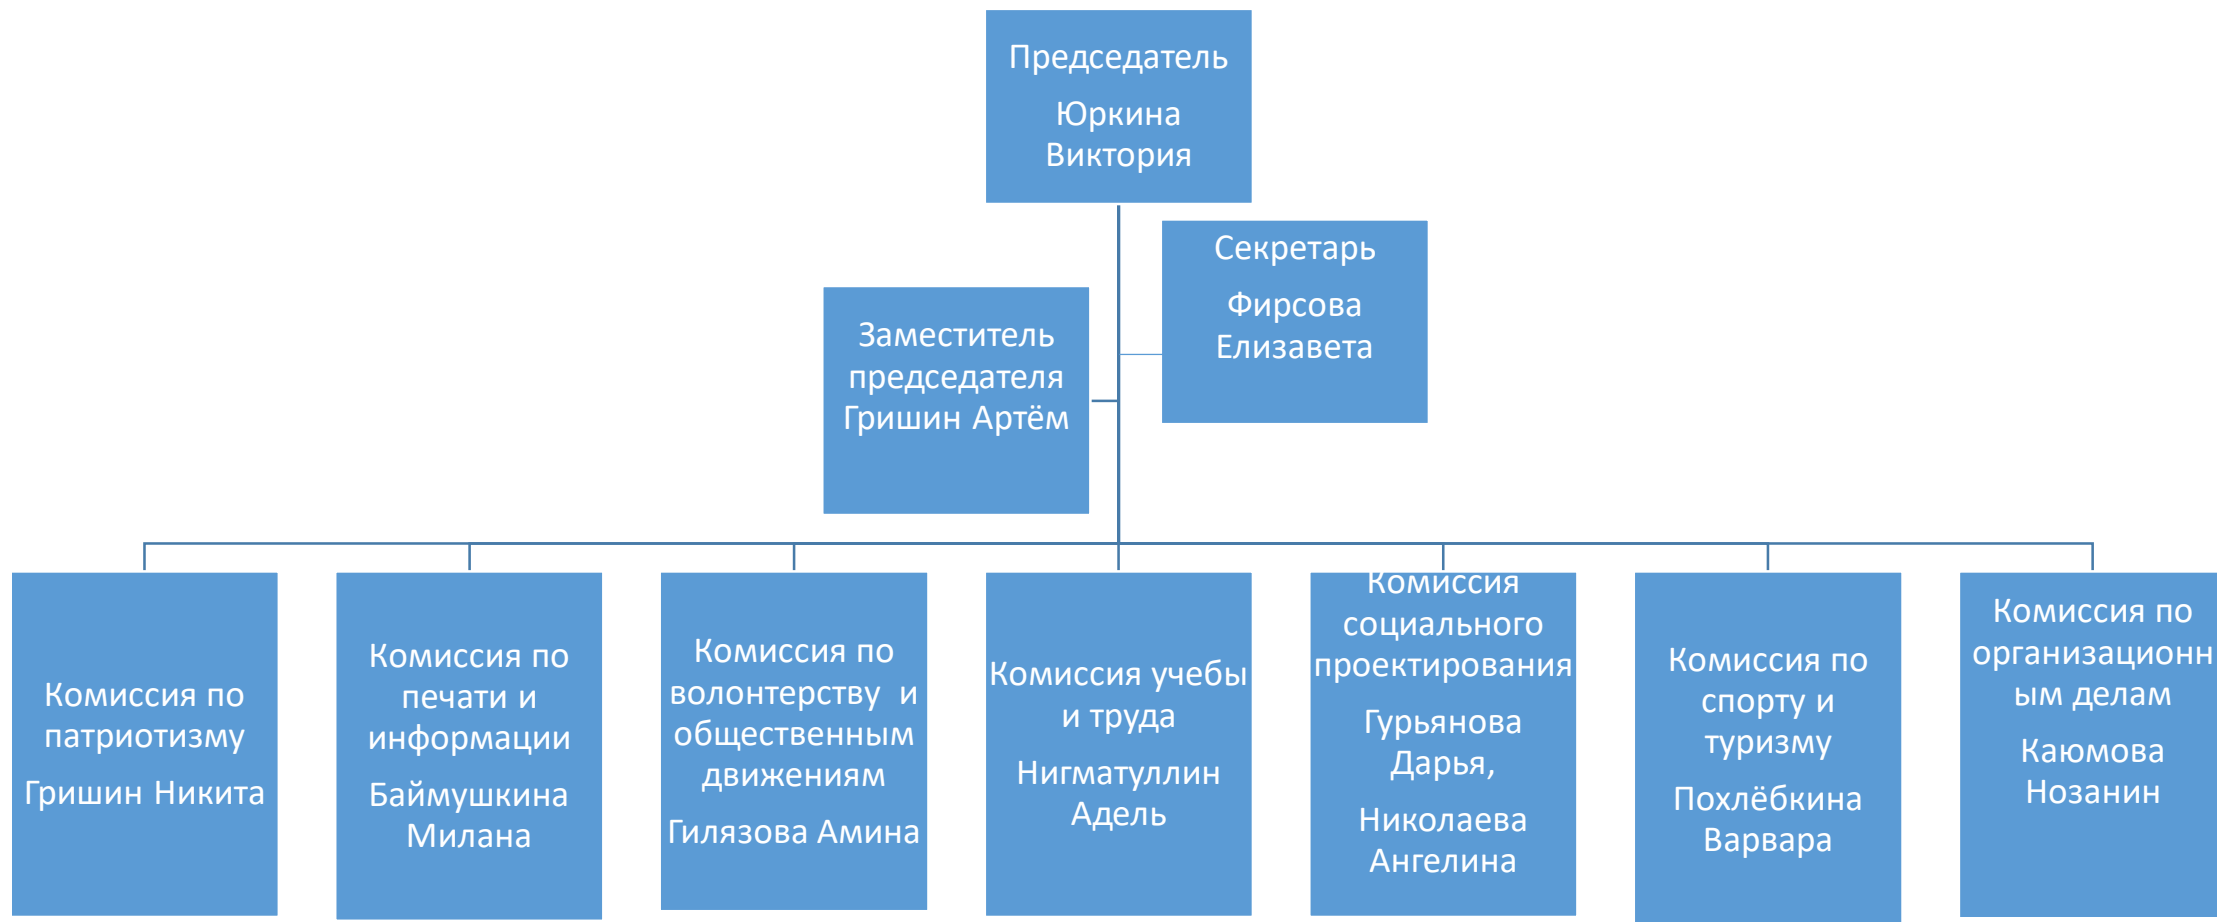 Председатель
Юркина
Виктория
Секретарь
Фирсова
Елизавета
Заместитель
председателя
Гришин Артём
Комиссия по
патриотизму
Гришин Никита
Комиссия по
печати и
информации
Баймушкина
Милана
Комиссия по
волонтерству и
общественным
движениям
Гилязова Амина
Комиссия учебы
и труда
Нигматуллин
Адель
Комиссия
социального
проектирования
Гурьянова
Дарья,
Николаева
Ангелина
Комиссия по
спорту и
туризму
Похлёбкина
Варвара
Комиссия по
организационн
ым делам
Каюмова
Нозанин